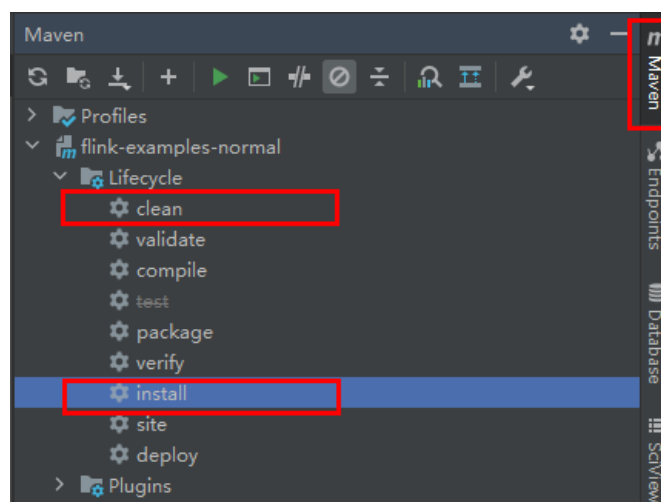 Maven
Profiles
flink-examples-normal
Lifecycle
clean
validate
compile
test
package
verify
install
site
deploy
Plugins
m
Maven
Endpoints
Database
SciView